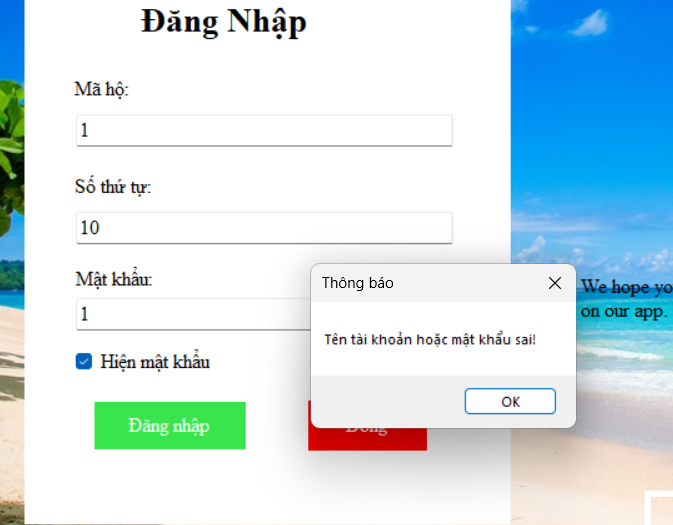 Đăng Nhập
Mã hộ:
1
Số thứ tự:
10
Mật khẩu:
1
Hiện mật khẩu
Đăng nhập
Thông báo
Tên tài khoản hoặc mật khẩu sai!
OK
We hope yo
on our app.